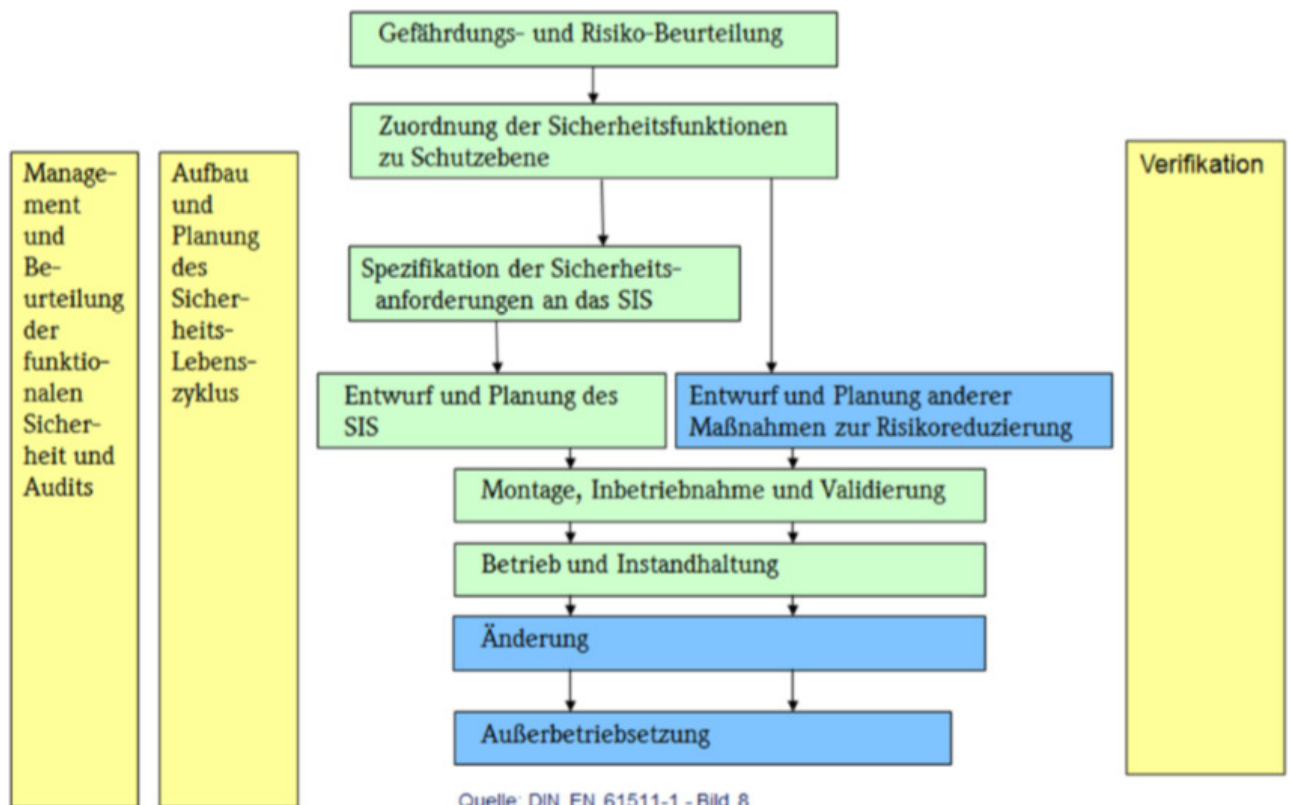 Gefährdungs- und Risiko-Beurteilung
Zuordnung der Sicherheitsfunktionen
zu Schutzebene
Manage-
ment
und
Be-
urteilung
der
funktio-
nalen
Sicher-
heit und
Audits
Aufbau
und
Planung
des
Sicher-
heits-
Lebens-
zyklus
Verifikation
Spezifikation der Sicherheits-
anforderungen an das SIS
Entwurf und Planung des
SIS
Entwurf und Planung anderer
Maßnahmen zur Risikoreduzierung
Montage, Inbetriebnahme und Validierung
Betrieb und Instandhaltung
Änderung
Außerbetriebsetzung
Quelle: DIN EN 61511-1 - Bild 8